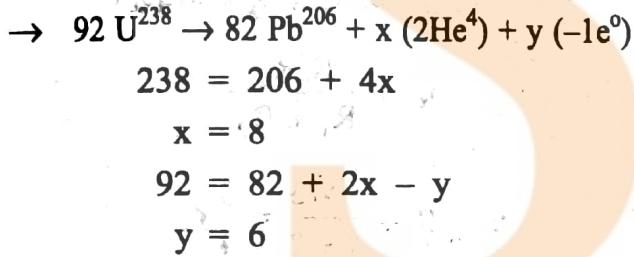 → 92 U²³⁸ → 82 Pb²⁰⁶ + x (2He⁴) + y (–1e⁰)
238 = 206 + 4x
x = 8
92 = 82 + 2x – y
y = 6